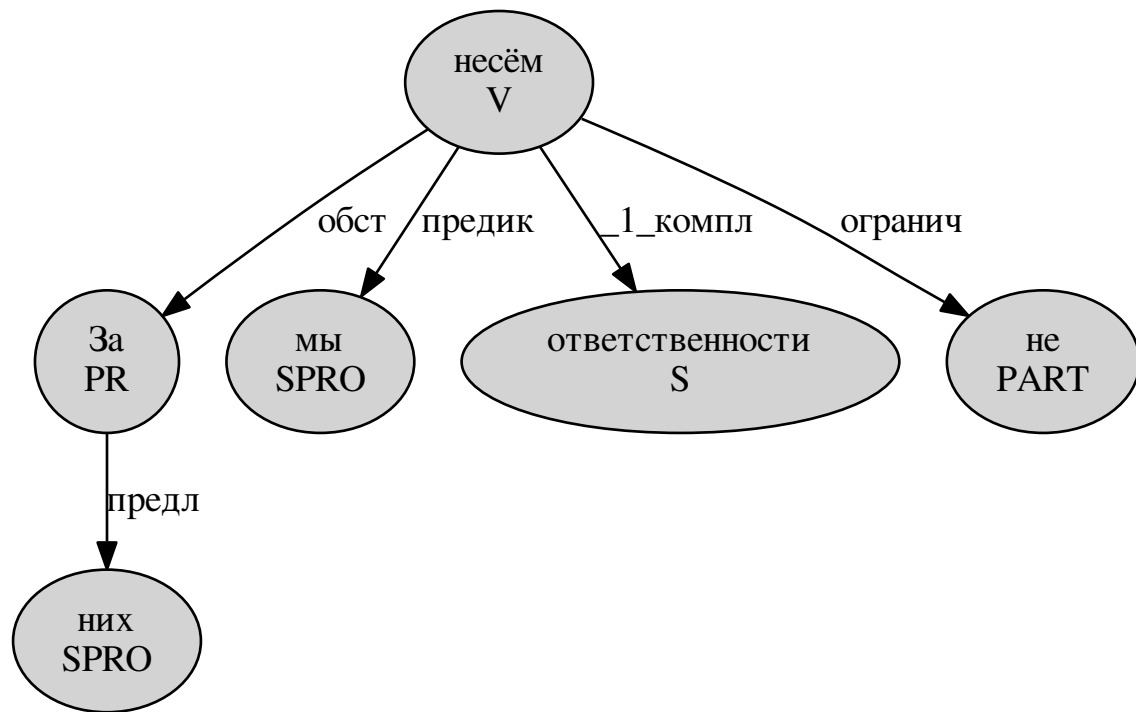 несём
V
обст
предик
_1_компл
огранич
За
PR
мы
SPRO
ответственности
S
не
PART
предл
них
SPRO